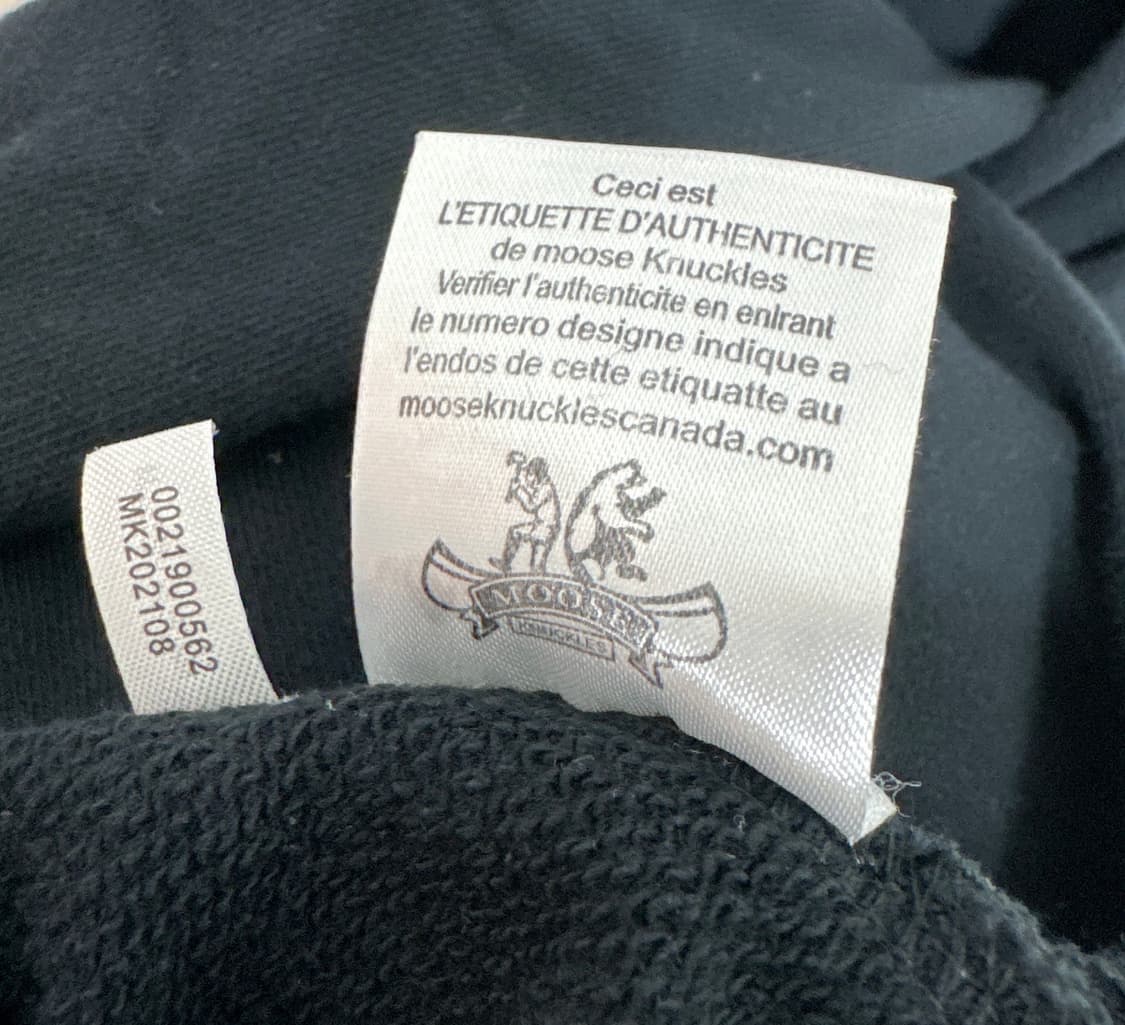 Ceci est
L'ETIQUETTE D'AUTHENTICITE
de moose Knuckles
Verifier l'authenticite en enlrant
le numero designe indique a
l'endos de cette etiquatte au
mooseknucklescanada.com
MOOSE
KNUCKLES
0021900562
MK202108